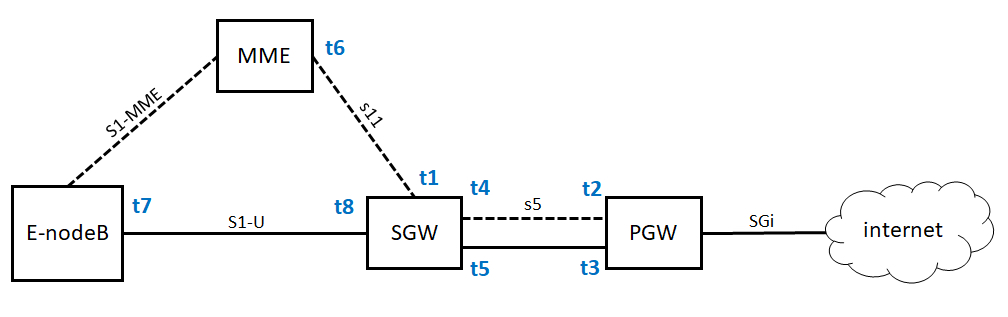 MME
t6
S1-MME
s11
t1
t4
t2
t7
t8
s5
E-nodeB
S1-U
SGW
PGW
SGi
internet
t5
t3